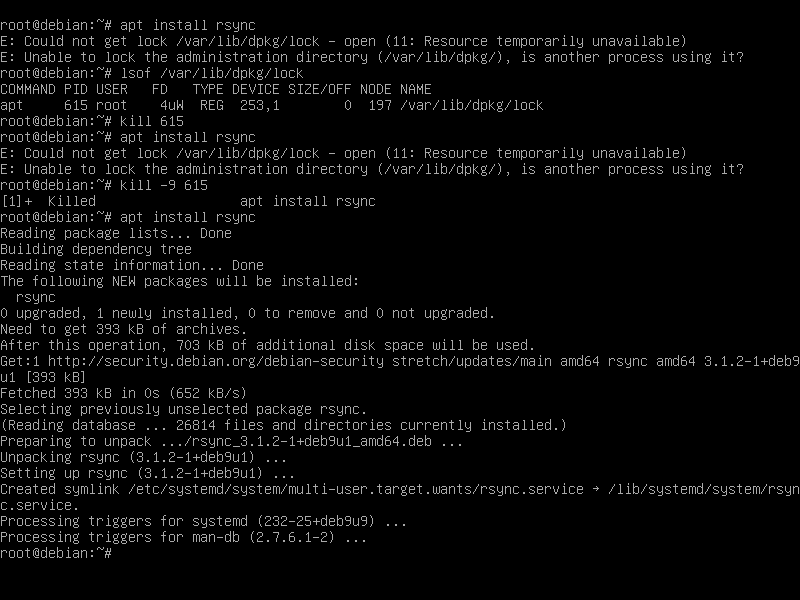 root@debian:~# apt install rsync
E: Could not get lock /var/lib/dpkg/lock - open (11: Resource temporarily unavailable)
E: Unable to lock the administration directory (/var/lib/dpkg/), is another process using it?
root@debian:~# lsof /var/lib/dpkg/lock
COMMAND PID USER   FD   TYPE DEVICE SIZE/OFF NODE NAME
apt     615 root    4uW  REG  253,1        0  197 /var/lib/dpkg/lock
root@debian:~# kill 615
root@debian:~# apt install rsync
E: Could not get lock /var/lib/dpkg/lock - open (11: Resource temporarily unavailable)
E: Unable to lock the administration directory (/var/lib/dpkg/), is another process using it?
root@debian:~# kill -9 615
[1]+  Killed                  apt install rsync
root@debian:~# apt install rsync
Reading package lists... Done
Building dependency tree
Reading state information... Done
The following NEW packages will be installed:
  rsync
0 upgraded, 1 newly installed, 0 to remove and 0 not upgraded.
Need to get 393 kB of archives.
After this operation, 703 kB of additional disk space will be used.
Get:1 http://security.debian.org/debian-security stretch/updates/main amd64 rsync amd64 3.1.2-1+deb9
u1 [393 kB]
Fetched 393 kB in 0s (652 kB/s)
Selecting previously unselected package rsync.
(Reading database ... 26814 files and directories currently installed.)
Preparing to unpack .../rsync_3.1.2-1+deb9u1_amd64.deb ...
Unpacking rsync (3.1.2-1+deb9u1) ...
Setting up rsync (3.1.2-1+deb9u1) ...
Created symlink /etc/systemd/system/multi-user.target.wants/rsync.service → /lib/systemd/system/rsyn
c.service.
Processing triggers for systemd (232-25+deb9u9) ...
Processing triggers for man-db (2.7.6.1-2) ...
root@debian:~#